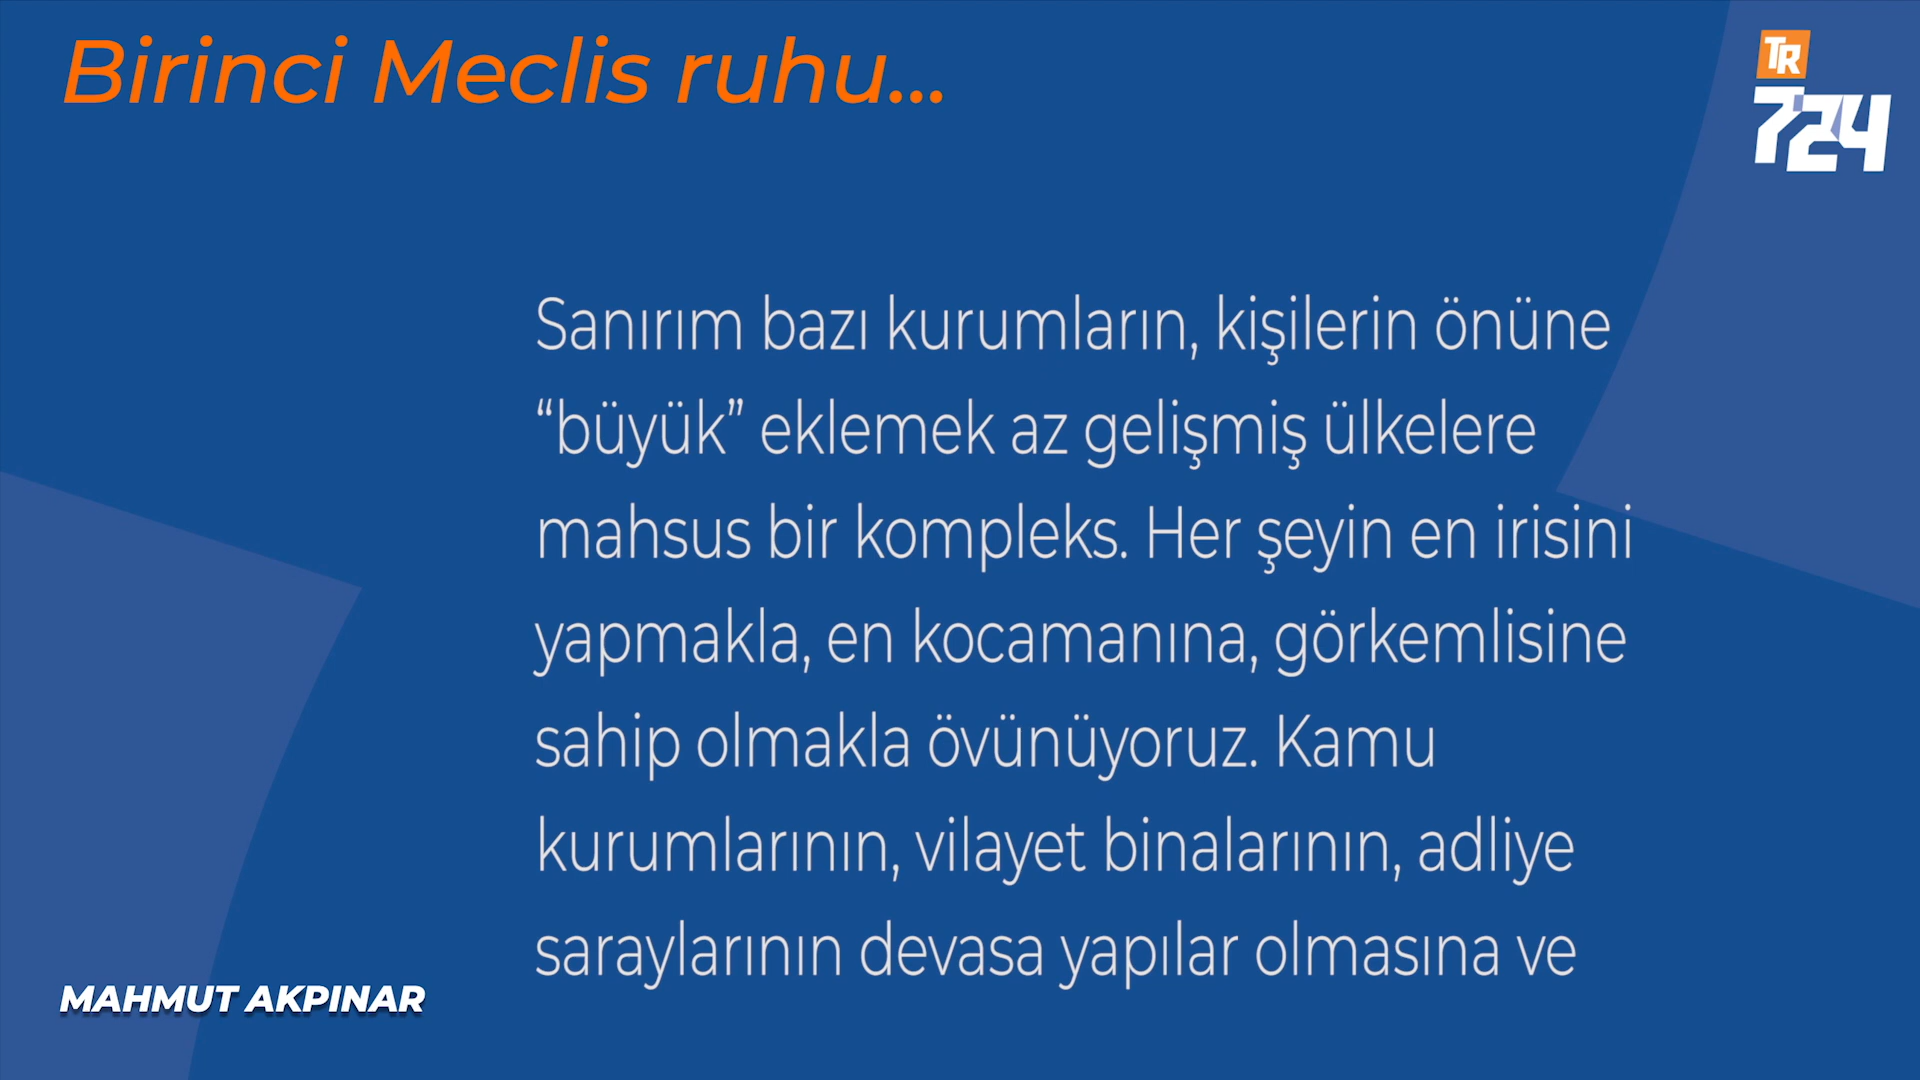 Birinci Meclis ruhu...
TR
724
Sanırım bazı kurumların, kişilerin önüne
“büyük” eklemek az gelişmiş ülkelere
mahsus bir kompleks. Her şeyin en irisini
yapmakla, en kocamanına, görkemlisine
sahip olmakla övünüyoruz. Kamu
kurumlarının, vilayet binalarının, adliye
saraylarının devasa yapılar olmasına ve
MAHMUT AKPINAR